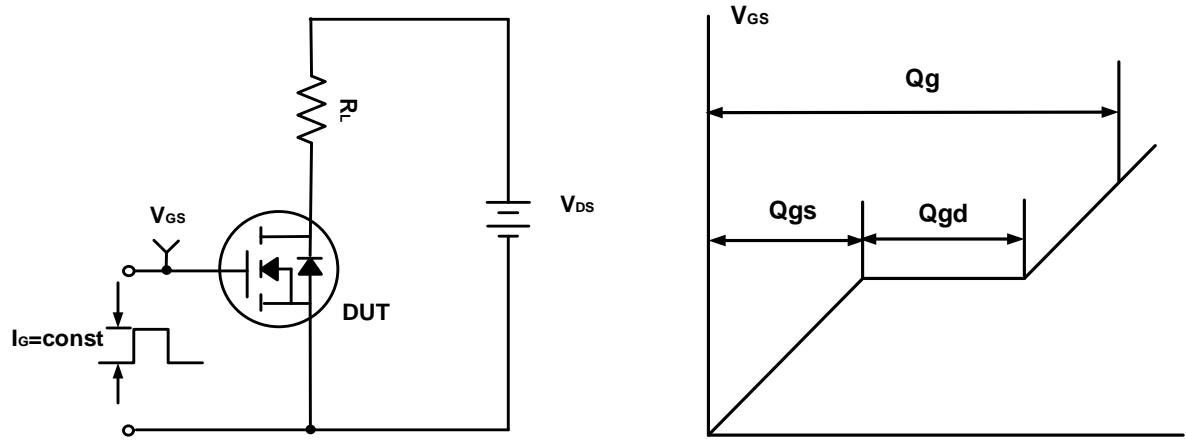 RL
VGS
VDS
DUT
IG=const
VGS
Qg
Qgs
Qgd